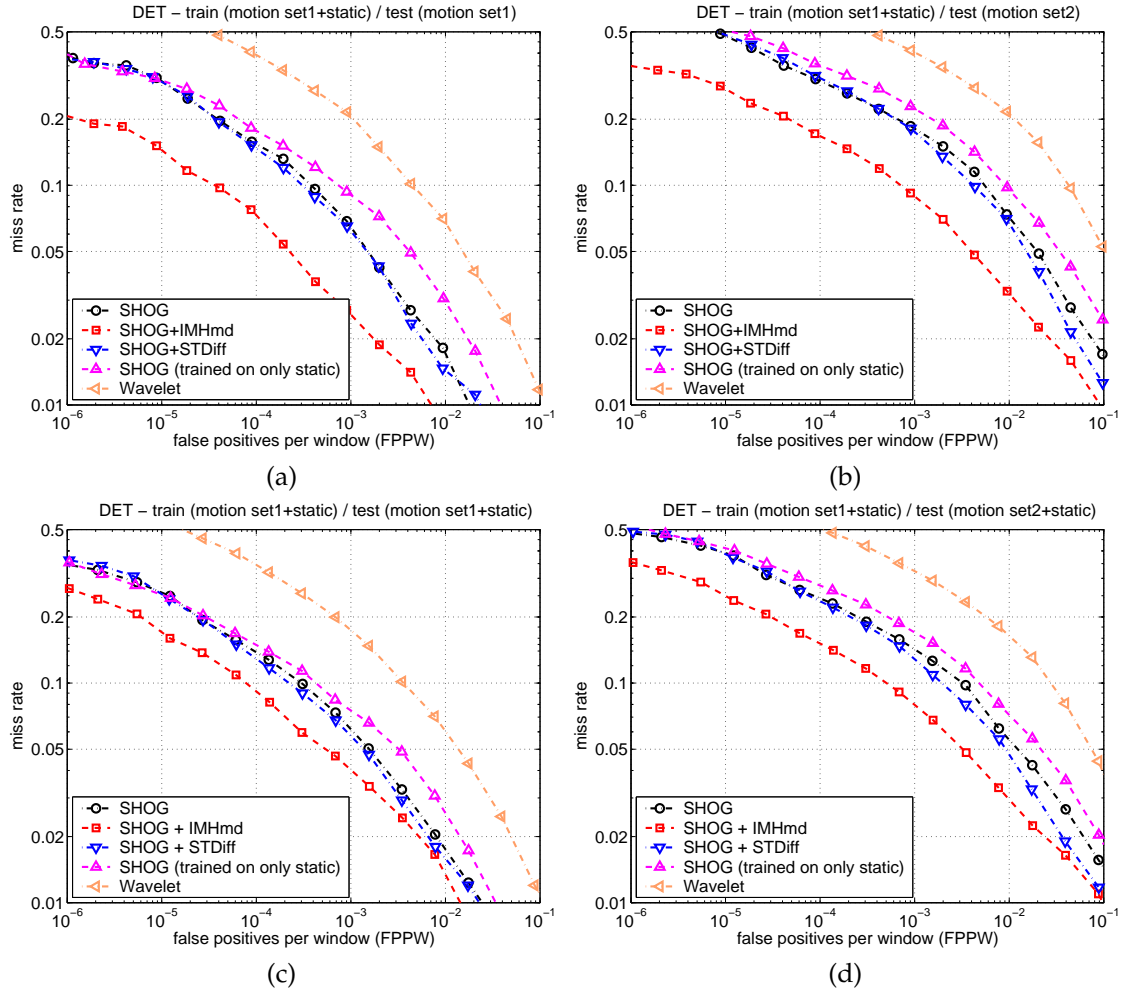 DET − train (motion set1+static) / test (motion set1)
0.5
0.2
0.1
0.05
0.02
0.01
miss rate
SHOG
SHOG+IMHmd
SHOG+STDiff
SHOG (trained on only static)
Wavelet
10−6 10−5 10−4 10−3 10−2 10−1
false positives per window (FPPW)
(a)
DET − train (motion set1+static) / test (motion set2)
0.5
0.2
0.1
0.05
0.02
0.01
miss rate
SHOG
SHOG+IMHmd
SHOG+STDiff
SHOG (trained on only static)
Wavelet
10−6 10−5 10−4 10−3 10−2 10−1
false positives per window (FPPW)
(b)
DET − train (motion set1+static) / test (motion set1+static)
0.5
0.2
0.1
0.05
0.02
0.01
miss rate
SHOG
SHOG + IMHmd
SHOG + STDiff
SHOG (trained on only static)
Wavelet
10−6 10−5 10−4 10−3 10−2 10−1
false positives per window (FPPW)
(c)
DET − train (motion set1+static) / test (motion set2+static)
0.5
0.2
0.1
0.05
0.02
0.01
miss rate
SHOG
SHOG + IMHmd
SHOG + STDiff
SHOG (trained on only static)
Wavelet
10−6 10−5 10−4 10−3 10−2 10−1
false positives per window (FPPW)
(d)